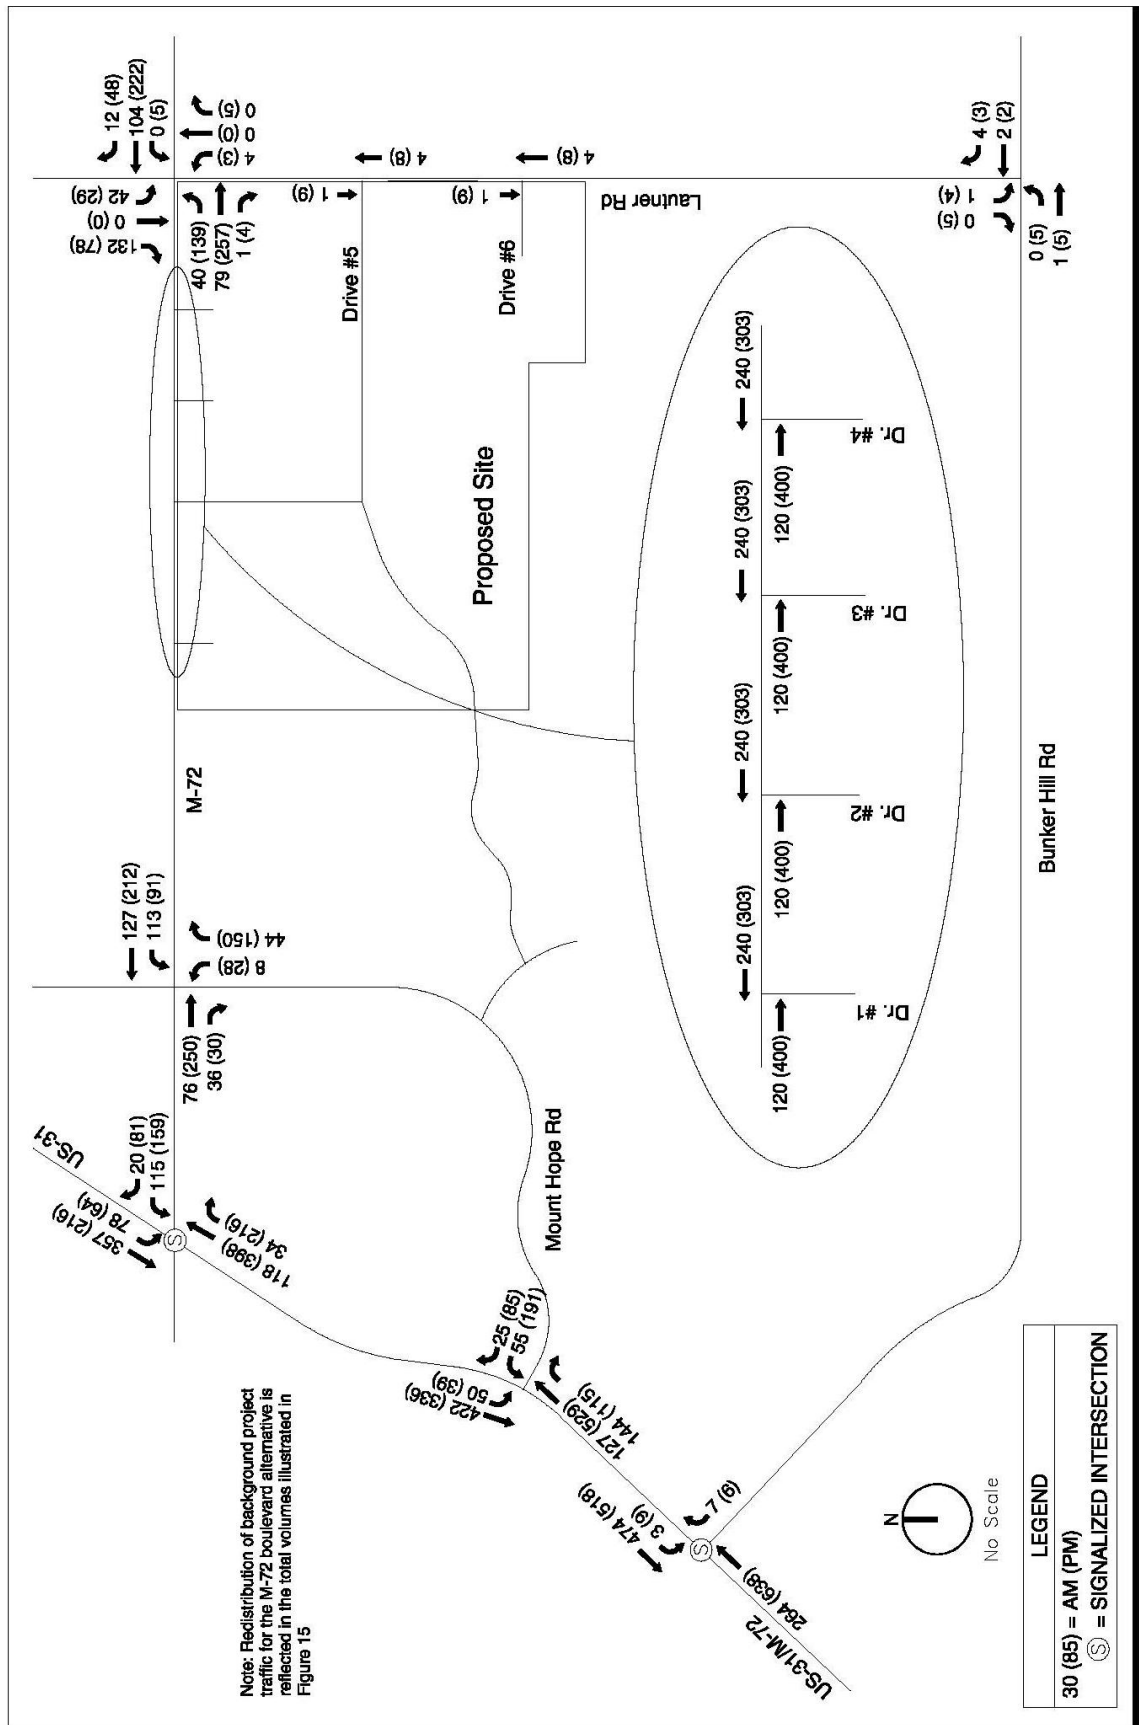 Note: Redistribution of background project
traffic for the M-72 boulevard alternative is
reflected in the total volumes illustrated in
Figure 15
US-31
357 (216)
78 (64)
20 (81)
115 (159)
118 (398)
34 (216)
76 (250)
36 (30)
127 (212)
113 (91)
8 (28)
44 (150)
M-72
132 (78)
0 (0)
42 (29)
12 (48)
104 (222)
0 (5)
40 (139)
79 (257)
1 (4)
4 (3)
0 (0)
0 (5)
1 (9)
4 (8)
Drive #5
1 (9)
4 (8)
Drive #6
Lautner Rd
Proposed Site
422 (336)
50 (39)
25 (85)
55 (191)
127 (529)
144 (115)
Mount Hope Rd
474 (518)
3 (9)
7 (6)
264 (638)
US-31/M-72
S
S
240 (303)
240 (303)
240 (303)
240 (303)
120 (400)
120 (400)
120 (400)
120 (400)
Dr. #1
Dr. #2
Dr. #3
Dr. #4
0 (5)
1 (4)
4 (3)
2 (2)
0 (5)
1 (5)
Bunker Hill Rd
N
No Scale
LEGEND
30 (85) = AM (PM)
S = SIGNALIZED INTERSECTION